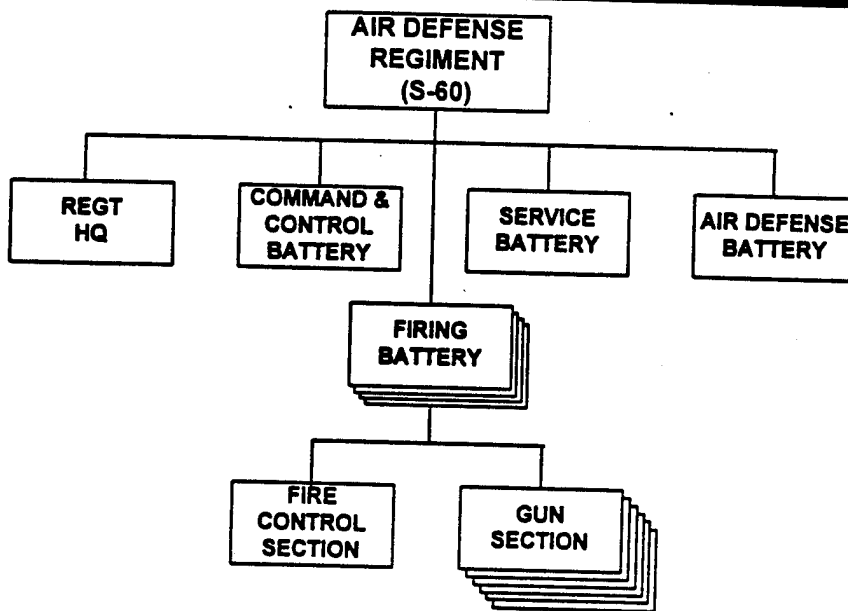 AIR DEFENSE
REGIMENT
(S-60)
REGT
HQ
COMMAND &
CONTROL
BATTERY
SERVICE
BATTERY
AIR DEFENSE
BATTERY
FIRING
BATTERY
FIRE
CONTROL
SECTION
GUN
SECTION